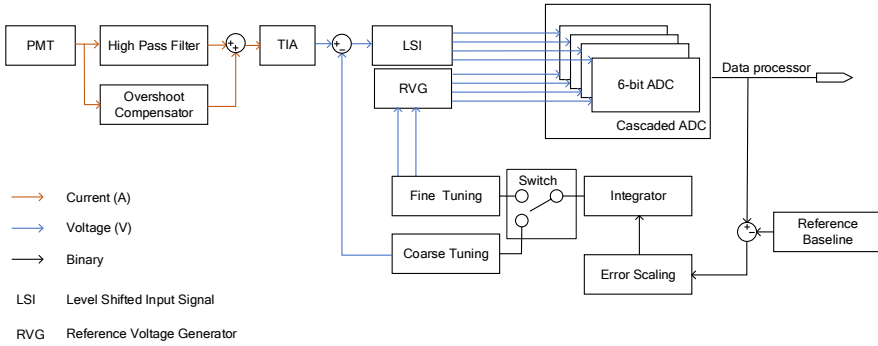 PMT
High Pass Filter
+
+
TIA
+
−
LSI
RVG
6-bit ADC
Cascaded ADC
Data processor
Overshoot
Compensator
Fine Tuning
Switch
Integrator
Coarse Tuning
Error Scaling
+
−
Reference
Baseline
Current (A)
Voltage (V)
Binary
LSI Level Shifted Input Signal
RVG Reference Voltage Generator